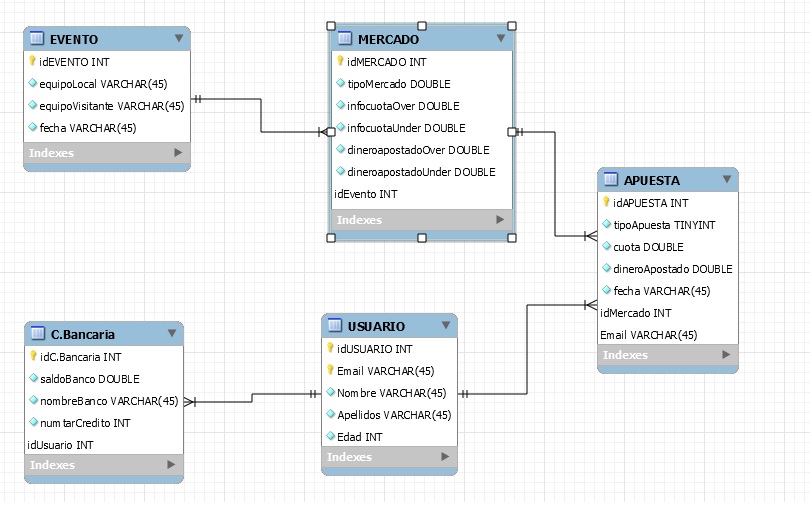 EVENTO
idEVENTO INT
equipoLocal VARCHAR(45)
equipoVisitante VARCHAR(45)
fecha VARCHAR(45)
Indexes
MERCADO
idMERCADO INT
tipoMercado DOUBLE
infocuotaOver DOUBLE
infocuotaUnder DOUBLE
dineroapostadoOver DOUBLE
dineroapostadoUnder DOUBLE
idEvento INT
Indexes
APUESTA
idAPUESTA INT
tipoApuesta TINYINT
cuota DOUBLE
dineroApostado DOUBLE
fecha VARCHAR(45)
idMercado INT
Email VARCHAR(45)
Indexes
C.Bancaria
idC.Bancaria INT
saldoBanco DOUBLE
nombreBanco VARCHAR(45)
numtarCredito INT
idUsuario INT
Indexes
USUARIO
idUSUARIO INT
Email VARCHAR(45)
Nombre VARCHAR(45)
Apellidos VARCHAR(45)
Edad INT
Indexes